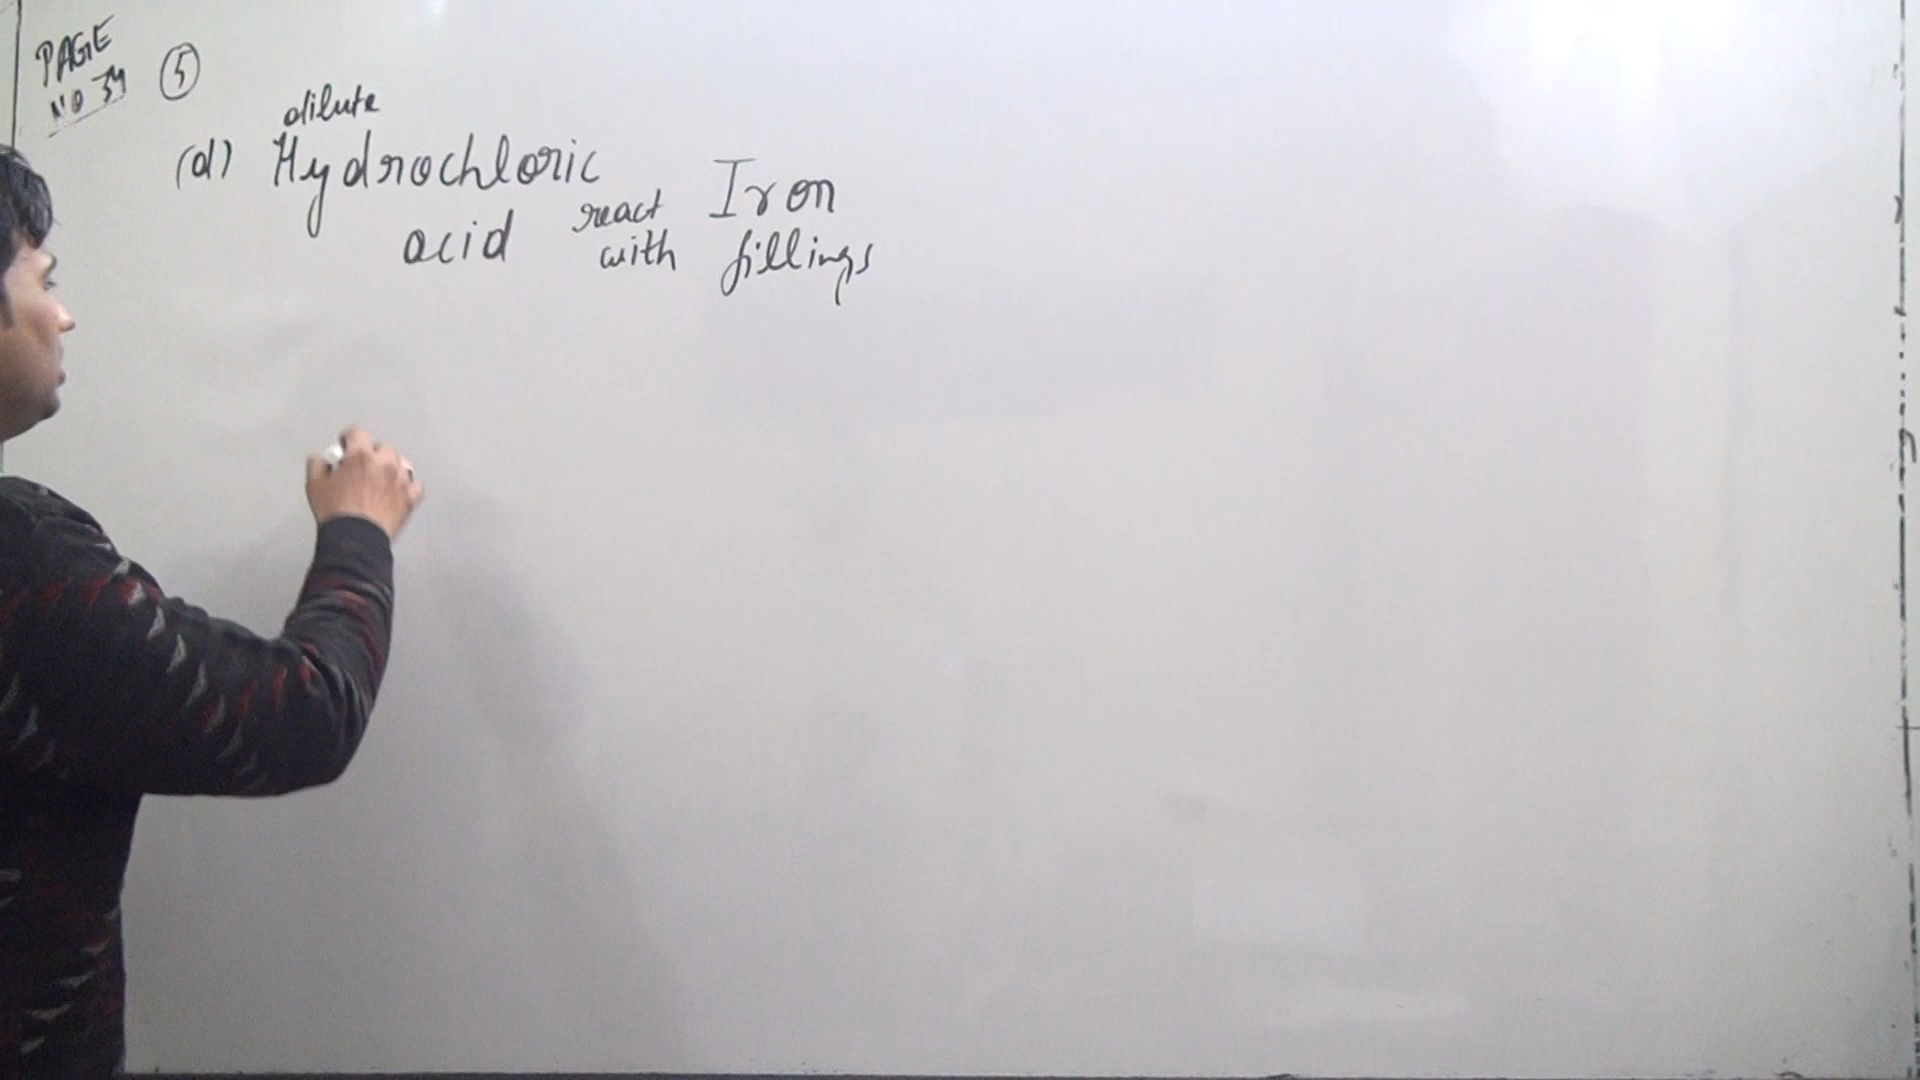 PAGE
NO 34
5
dilute
(d) Hydrochloric
acid react with Iron fillings